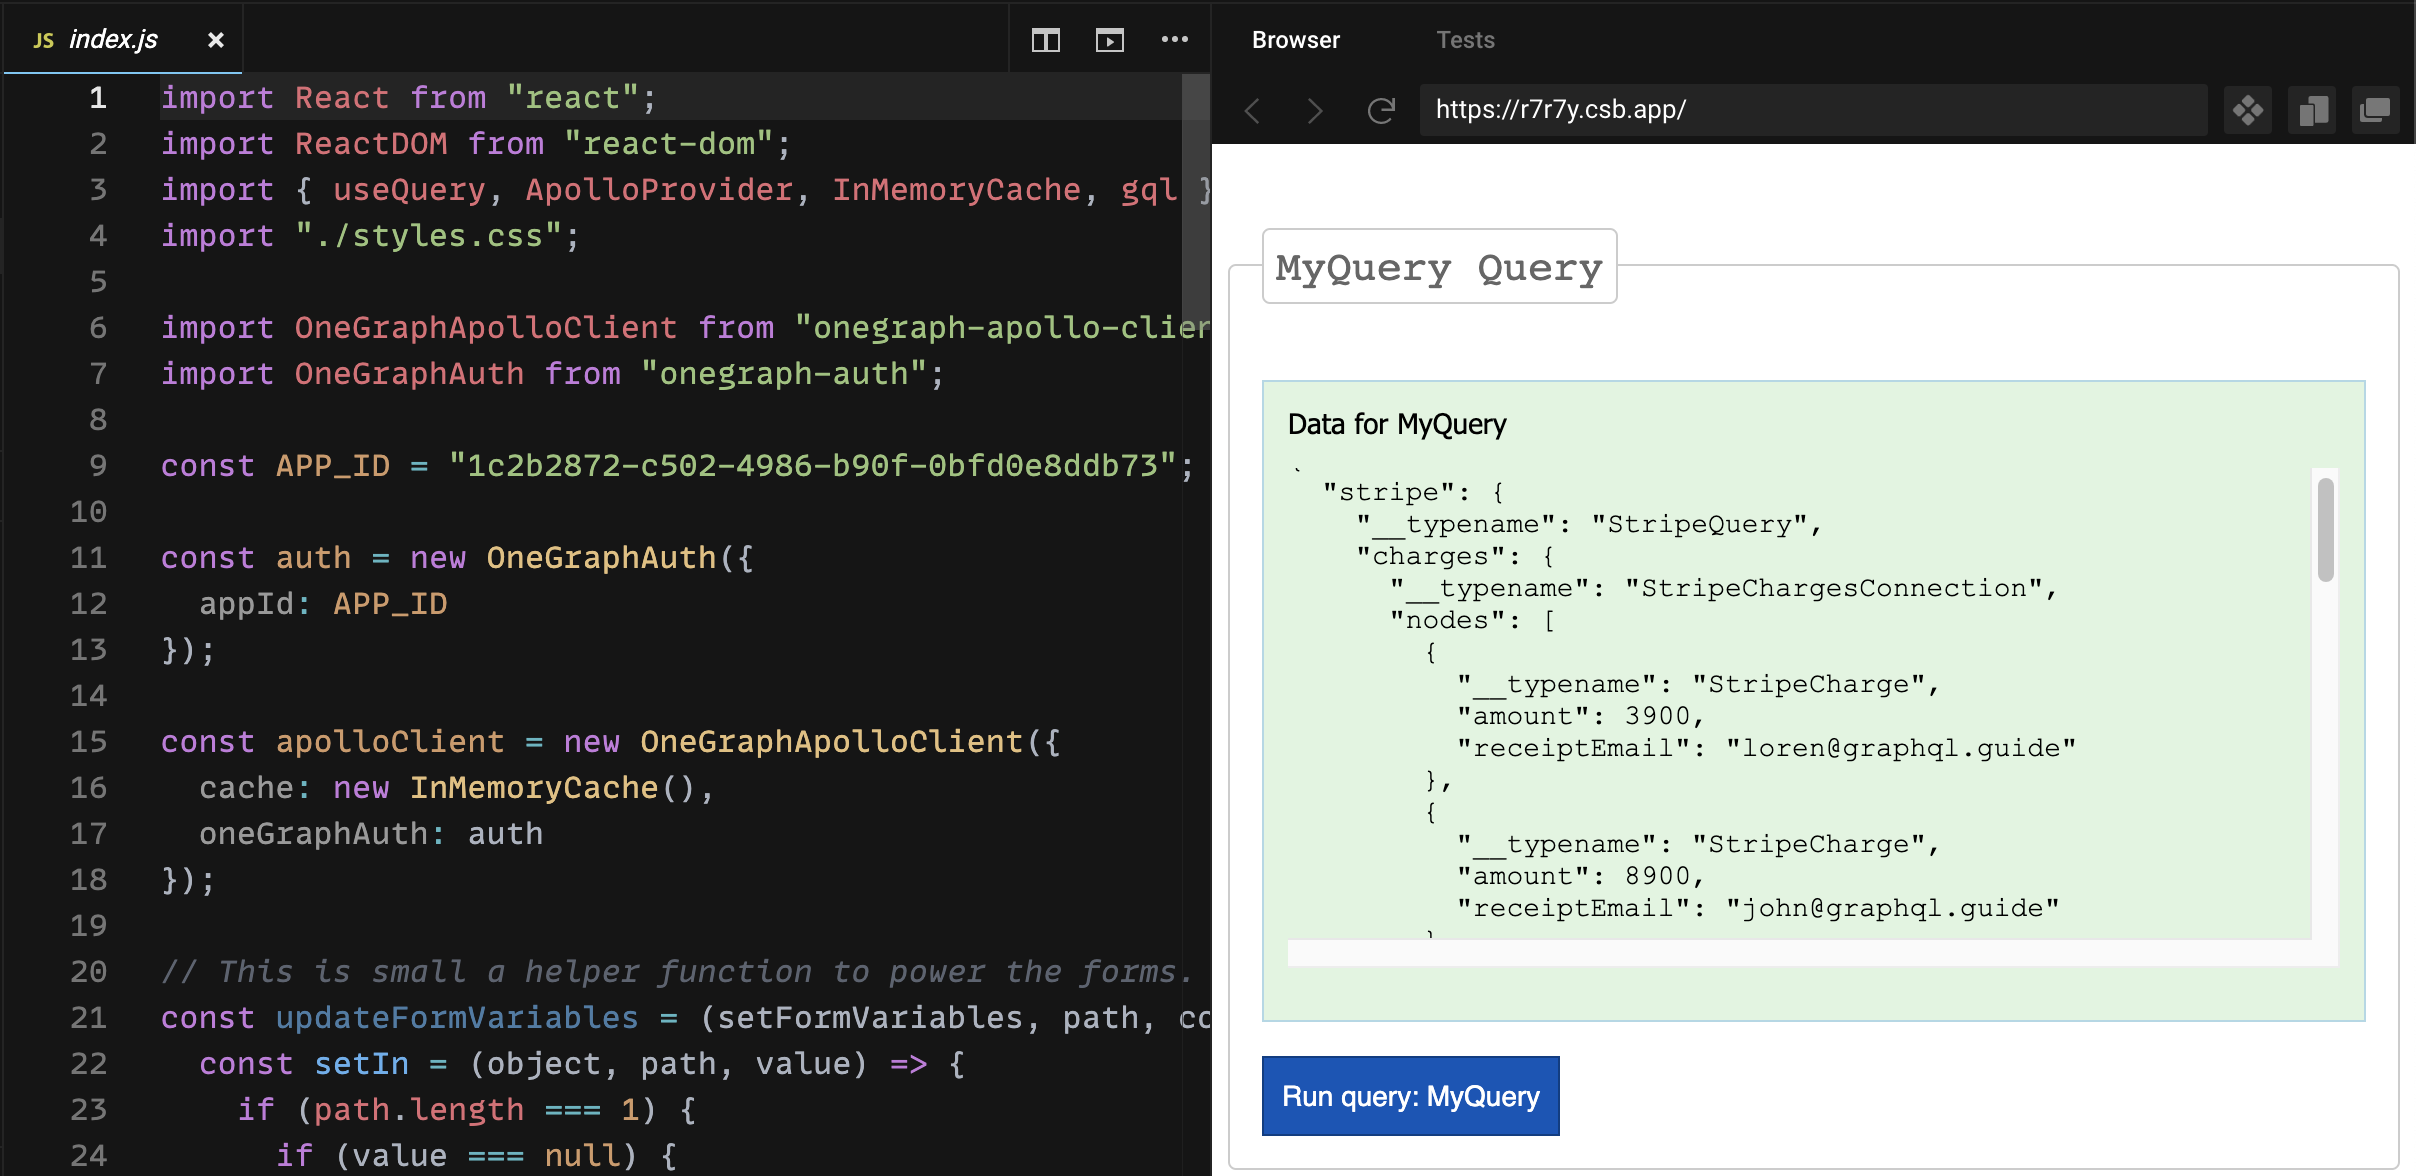 JS index.js ×
1 import React from "react";
2 import ReactDOM from "react-dom";
3 import { useQuery, ApolloProvider, InMemoryCache, gql }
4 import "./styles.css";
5
6 import OneGraphApolloClient from "onegraph-apollo-clien
7 import OneGraphAuth from "onegraph-auth";
8
9 const APP_ID = "1c2b2872-c502-4986-b90f-0bfd0e8ddb73";
10
11 const auth = new OneGraphAuth({
12   appId: APP_ID
13 });
14
15 const apolloClient = new OneGraphApolloClient({
16   cache: new InMemoryCache(),
17   oneGraphAuth: auth
18 });
19
20 // This is small a helper function to power the forms.
21 const updateFormVariables = (setFormVariables, path, co
22   const setIn = (object, path, value) => {
23     if (path.length === 1) {
24       if (value === null) {
Browser Tests
https://r7r7y.csb.app/
MyQuery Query
Data for MyQuery
  "stripe": {
    "__typename": "StripeQuery",
    "charges": {
      "__typename": "StripeChargesConnection",
      "nodes": [
        {
          "__typename": "StripeCharge",
          "amount": 3900,
          "receiptEmail": "loren@graphql.guide"
        },
        {
          "__typename": "StripeCharge",
          "amount": 8900,
          "receiptEmail": "john@graphql.guide"
        }
Run query: MyQuery